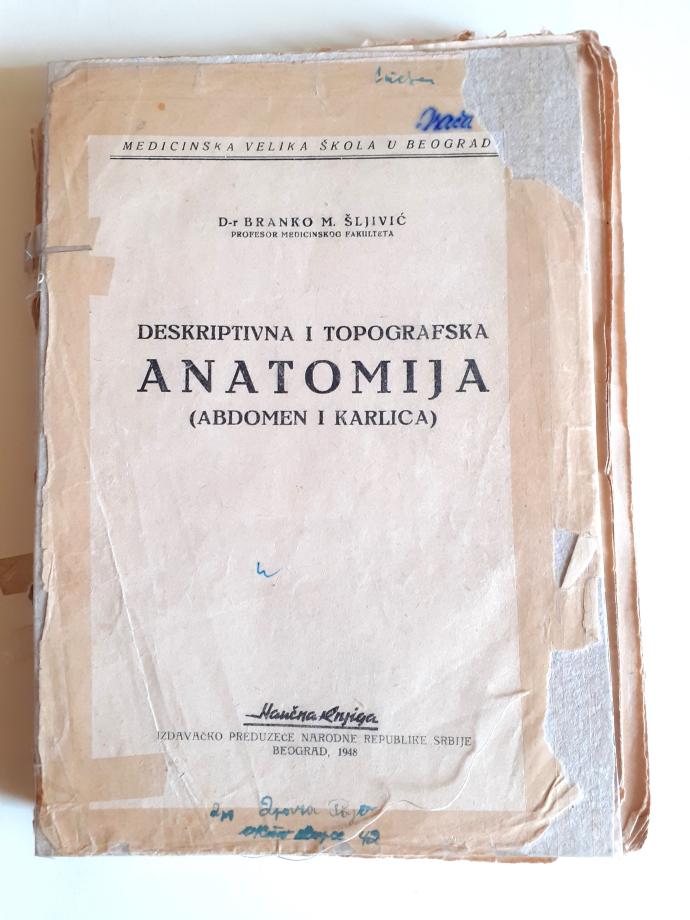 MEDICINSKA VELIKA ŠKOLA U BEOGRAD
D-r BRANKO M. ŠLJIVIĆ
PROFESOR MEDICINSKOG FAKULTETA
DESKRIPTIVNA I TOPOGRAFSKA
ANATOMIJA
(ABDOMEN I KARLICA)
Naučna knjiga
IZDAVAČKO PREDUZEĆE NARODNE REPUBLIKE SRBIJE
BEOGRAD, 1948
42